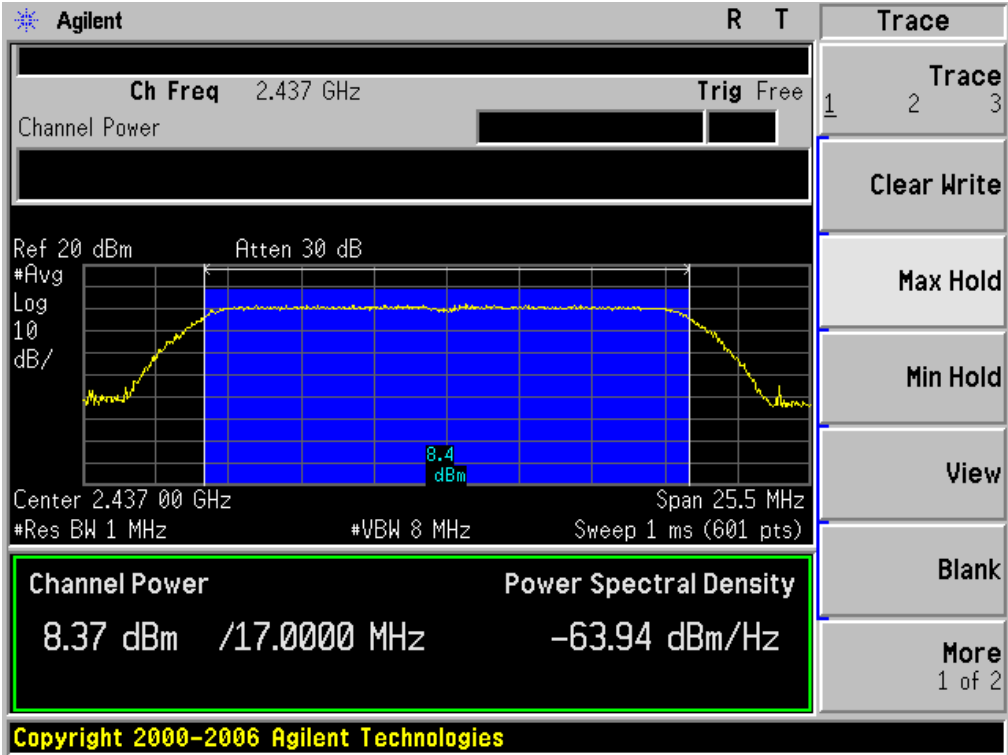 Agilent R T
Ch Freq 2.437 GHz Trig Free
Channel Power
Ref 20 dBm Atten 30 dB
#Avg
Log
10
dB/
8.4
dBm
Center 2.437 00 GHz Span 25.5 MHz
#Res BW 1 MHz #VBW 8 MHz Sweep 1 ms (601 pts)
Channel Power Power Spectral Density
8.37 dBm /17.0000 MHz -63.94 dBm/Hz
Copyright 2000-2006 Agilent Technologies
Trace
Trace
1 2 3
Clear Write
Max Hold
Min Hold
View
Blank
More
1 of 2